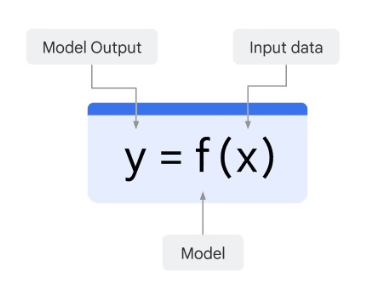 Model Output
Input data
y = f(x)
Model